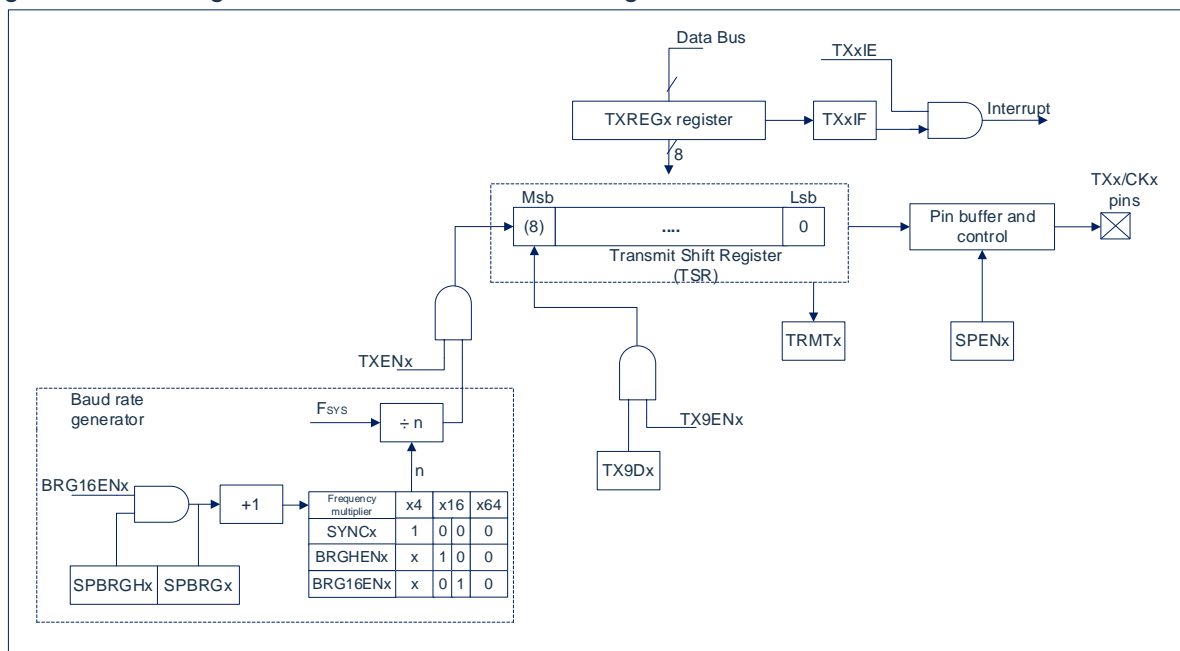 Data Bus
TXxIE
TXREGx register
TXxIF
Interrupt
8
TXx/CKx
pins
Msb
Lsb
(8)
....
0
Pin buffer and
control
Transmit Shift Register
(TSR)
TRMTx
SPENx
TXENx
Baud rate
generator
FSYS
÷ n
TX9ENx
n
TX9Dx
BRG16ENx
+1
Frequency
multiplier
x4 x16 x64
SYNCx 1 0 0 0
BRGHENx x 1 0 0
BRG16ENx x 0 1 0
SPBRGHx SPBRGx